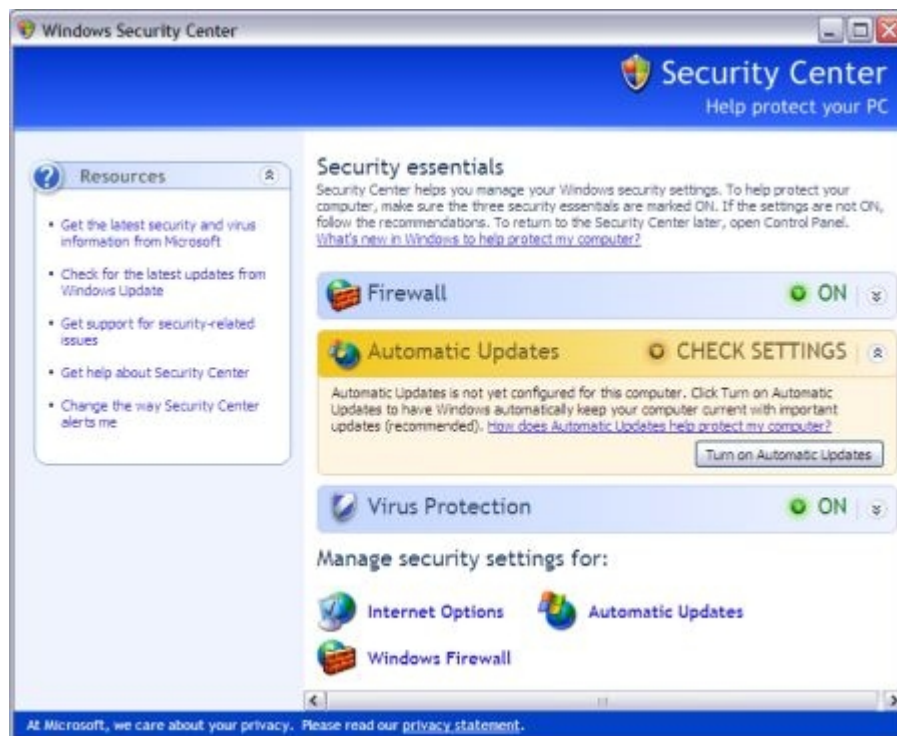 Windows Security Center
Security Center
Help protect your PC
Resources
Get the latest security and virus
information from Microsoft
Check for the latest updates from
Windows Update
Get support for security-related
issues
Get help about Security Center
Change the way Security Center
alerts me
Security essentials
Security Center helps you manage your Windows security settings. To help protect your
computer, make sure the three security essentials are marked ON. If the settings are not ON,
follow the recommendations. To return to the Security Center later, open Control Panel.
What's new in Windows to help protect my computer?
Firewall ON
Automatic Updates CHECK SETTINGS
Automatic Updates is not yet configured for this computer. Click Turn on Automatic
Updates to have Windows automatically keep your computer current with important
updates (recommended). How does Automatic Updates help protect my computer?
Turn on Automatic Updates
Virus Protection ON
Manage security settings for:
Internet Options Automatic Updates
Windows Firewall
At Microsoft, we care about your privacy. Please read our privacy statement.